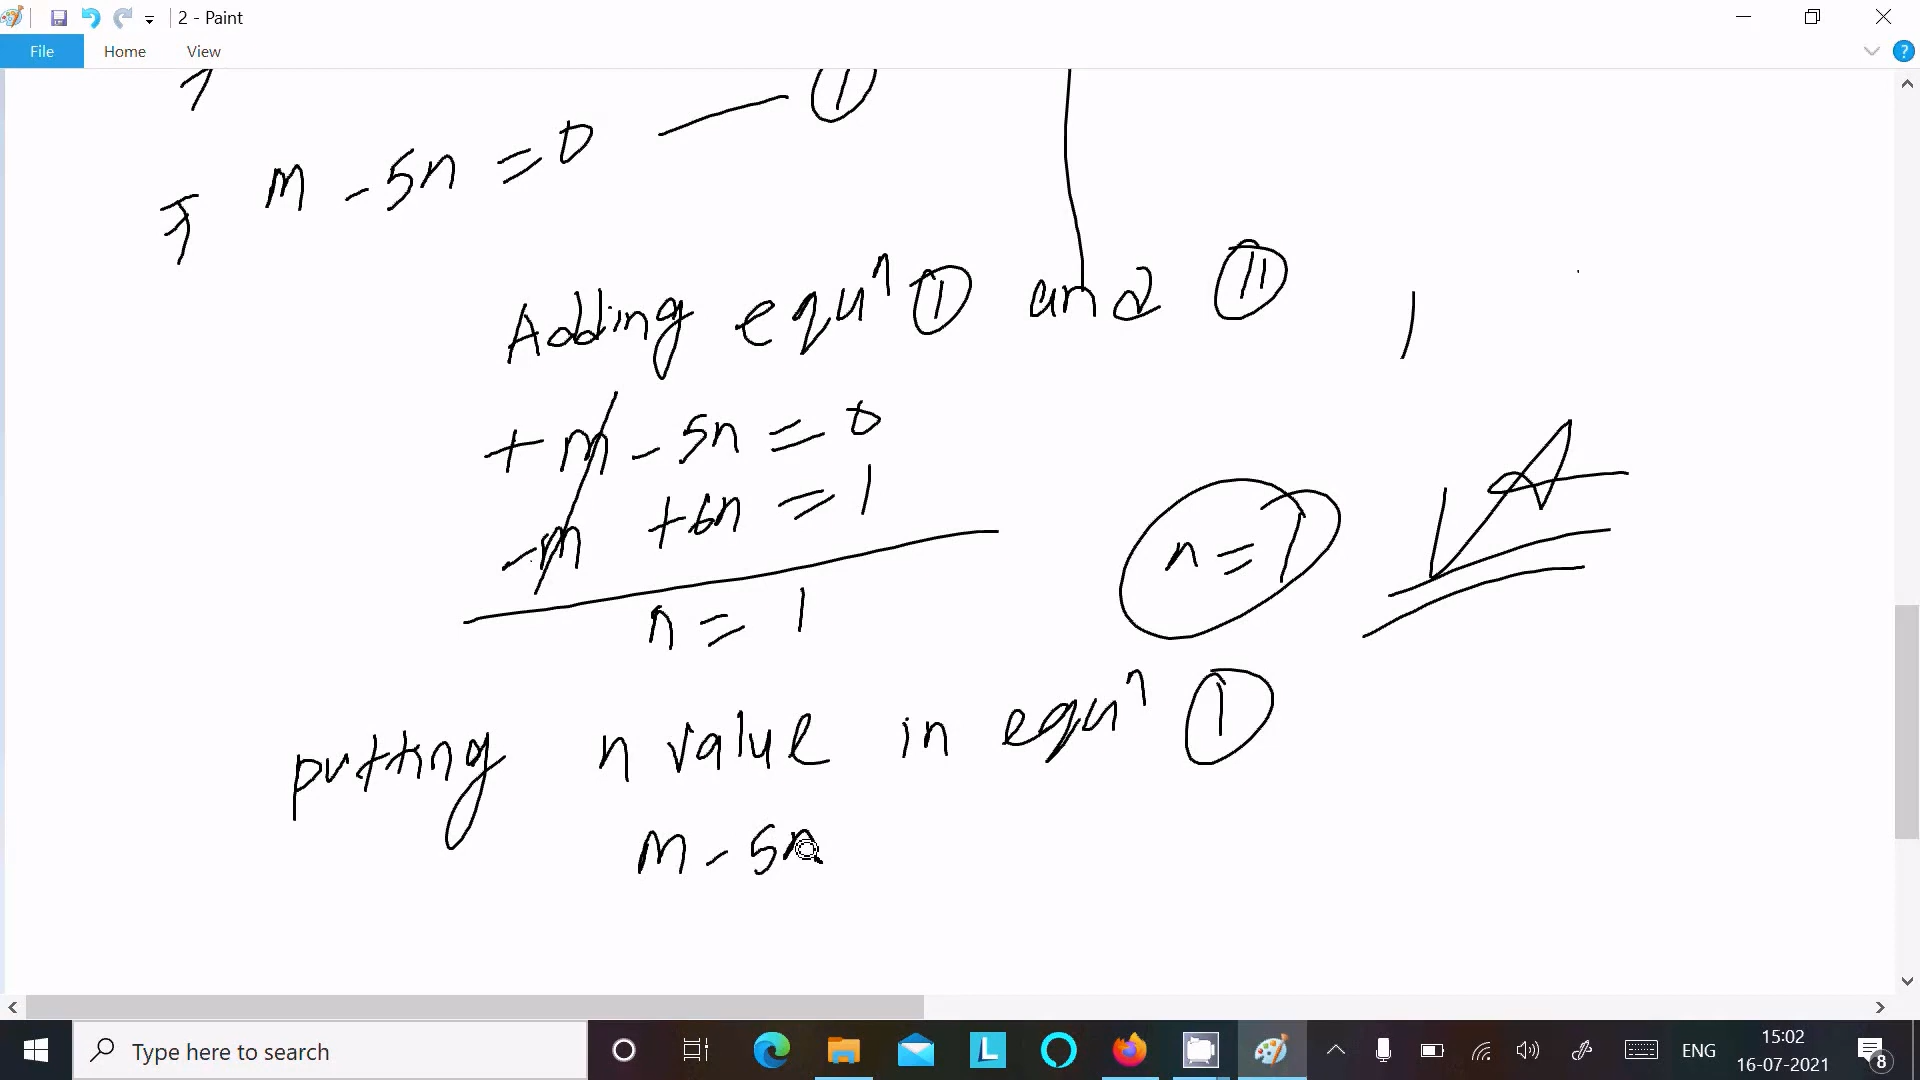 2 - Paint
File Home View
⇒ m - 5n = 0 — I
Adding equⁿ I and II ,
+ m - 5n = 0
- m + 6n = 1
n = 1
n = 1
putting n value in equⁿ I
m - 5n
Type here to search
L
ENG
15:02
16-07-2021
8